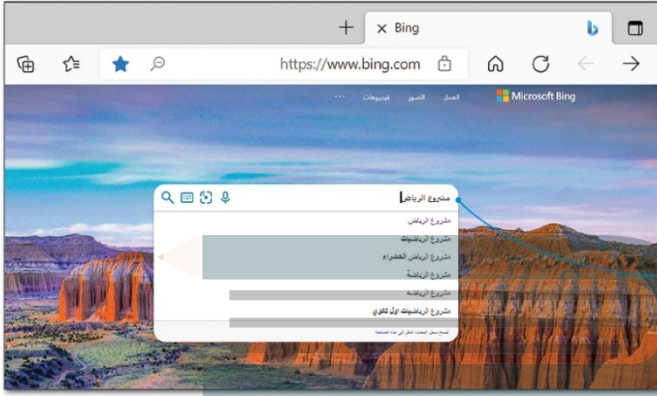 Bing
https://www.bing.com
Microsoft Bing
العمل الصور فيديوهات ...
مشروع الرياض
مشروع الرياض
مشروع الرياضيات
مشروع الرياض الخضراء
مشروع الرياضة
مشروع الرياضه
مشروع الرياضيات اول ثانوي